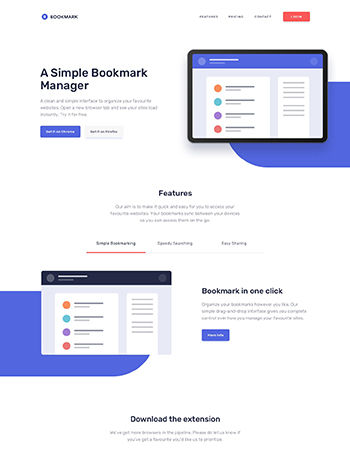 BOOKMARK
FEATURES PRICING CONTACT LOGIN
A Simple Bookmark
Manager
A clean and simple interface to organize your favourite
websites. Open a new browser tab and see your sites load
instantly. Try it for free.
Get it on Chrome Get it on Firefox
Features
Our aim is to make it quick and easy for you to access your
favourite websites. Your bookmarks sync between your devices
so you can access them on the go.
Simple Bookmarking Speedy Searching Easy Sharing
Bookmark in one click
Organize your bookmarks however you like. Our
simple drag-and-drop interface gives you complete
control over how you manage your favourite sites.
More Info
Download the extension
We've got more browsers in the pipeline. Please do let us know if
you've got a favourite you'd like us to prioritize.